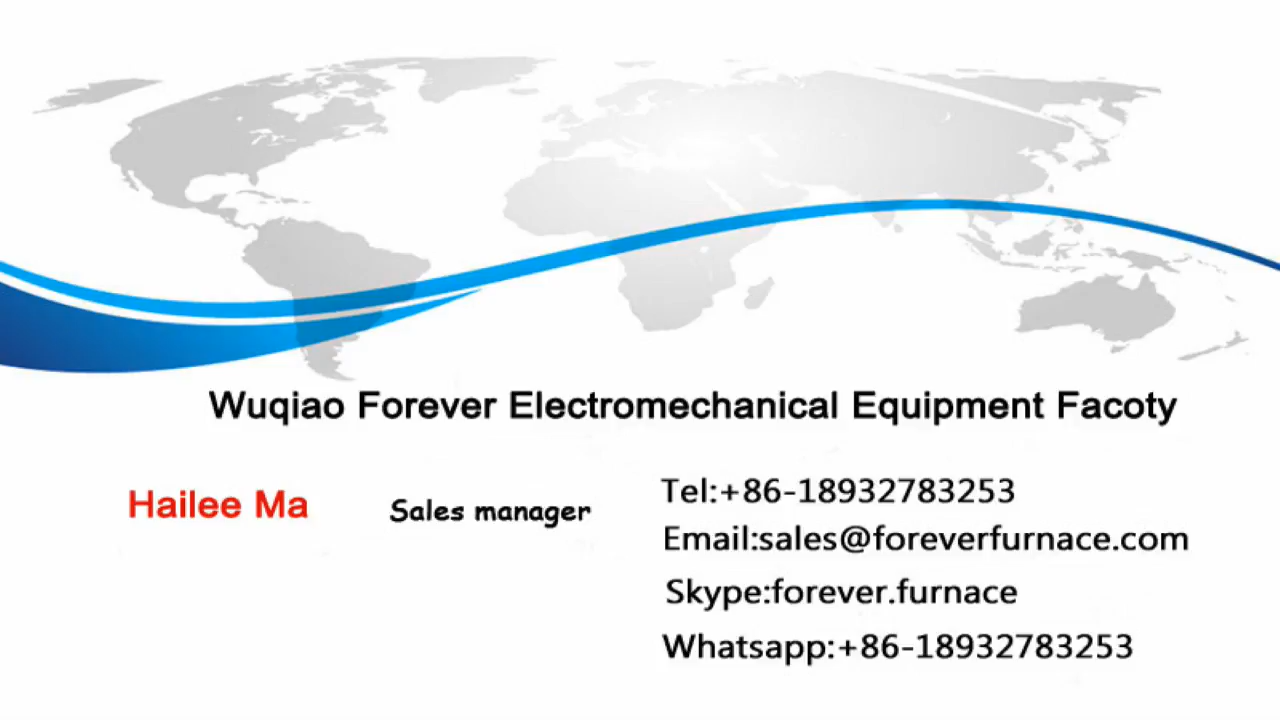 Wuqiao Forever Electromechanical Equipment Facoty
Hailee Ma
Sales manager
Tel:+86-18932783253
Email:sales@foreverfurnace.com
Skype:forever.furnace
Whatsapp:+86-18932783253